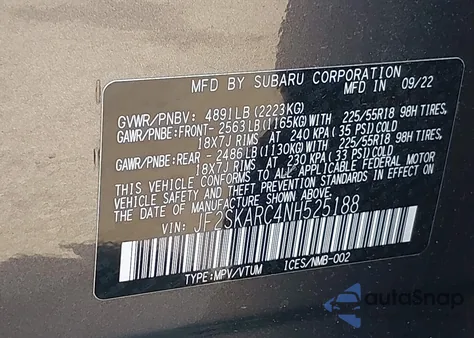 MFD BY SUBARU CORPORATION
MFD IN 09/22
GVWR/PNBV: 4891LB(2223KG)
GAWR/PNBE:FRONT- 2563LB(1165KG)WITH 225/55R18 98H TIRES,
18X7J RIMS AT 240 KPA(35 PSI)COLD
GAWR/PNBE:REAR - 2486LB(1130KG)WITH 225/55R18 98H TIRES,
18X7J RIMS AT 230 KPA(33 PSI)COLD
THIS VEHICLE CONFORMS TO ALL APPLICABLE FEDERAL MOTOR
VEHICLE SAFETY AND THEFT PREVENTION STANDARDS IN EFFECT
ON THE DATE OF MANUFACTURE SHOWN ABOVE.
VIN: JF2SKARC4NH525188
TYPE:MPV/VTUM ICES/NMB-002
autoSnap